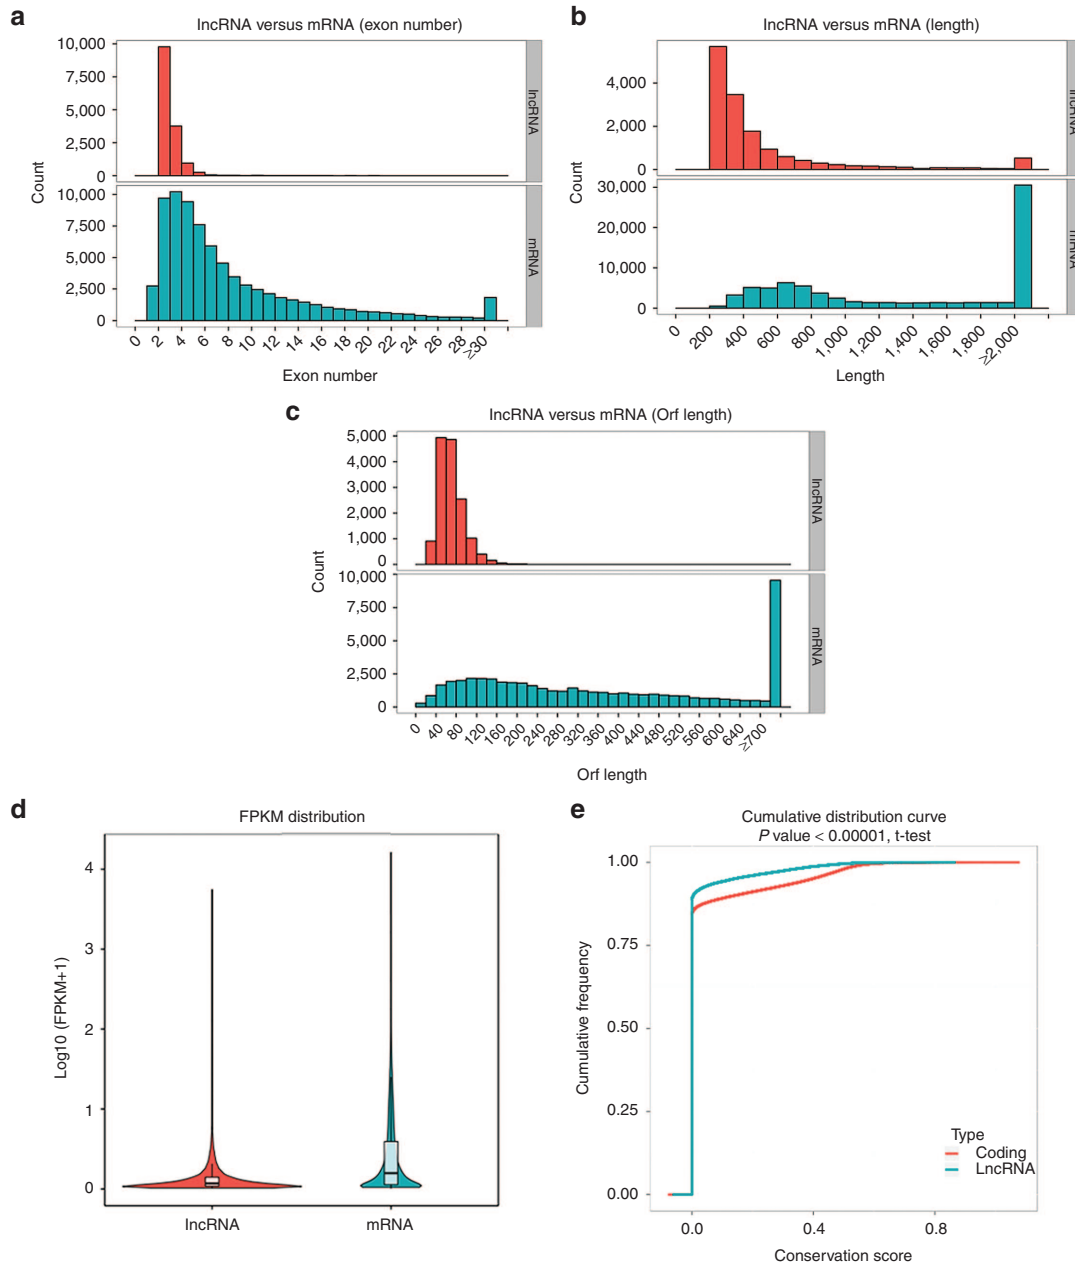 a
lncRNA versus mRNA (exon number)
10,000
7,500
5,000
2,500
0
lncRNA
10,000
7,500
5,000
2,500
0
mRNA
Count
0 2 4 6 8 10 12 14 16 18 20 22 24 26 28 ≥30
Exon number
b
lncRNA versus mRNA (length)
4,000
2,000
0
lncRNA
30,000
20,000
10,000
0
mRNA
Count
0 200 400 600 800 1,000 1,200 1,400 1,600 1,800 ≥2,000
Length
c
lncRNA versus mRNA (Orf length)
5,000
4,000
3,000
2,000
1,000
0
lncRNA
10,000
7,500
5,000
2,500
0
mRNA
Count
0 40 80 120 160 200 240 280 320 360 400 440 480 520 560 600 640 ≥700
Orf length
d
FPKM distribution
4
3
2
1
0
Log10 (FPKM+1)
lncRNA mRNA
e
Cumulative distribution curve
P value < 0.00001, t-test
1.00
0.75
0.50
0.25
0.00
Cumulative frequency
Type
Coding
LncRNA
0.0 0.4 0.8
Conservation score